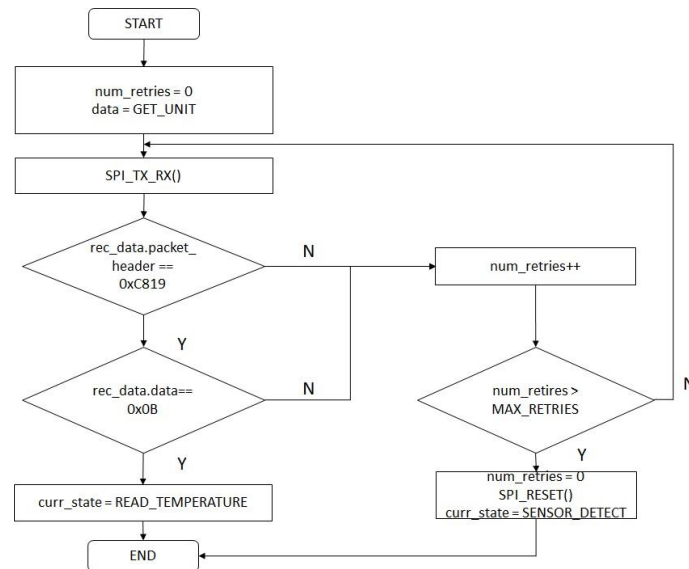 START
num_retries = 0
data = GET_UNIT
SPI_TX_RX()
rec_data.packet_
header ==
0xC819
N
num_retries++
Y
rec_data.data==
0x0B
N
num_retires >
MAX_RETRIES
N
Y
Y
curr_state = READ_TEMPERATURE
num_retries = 0
SPI_RESET()
curr_state = SENSOR_DETECT
END